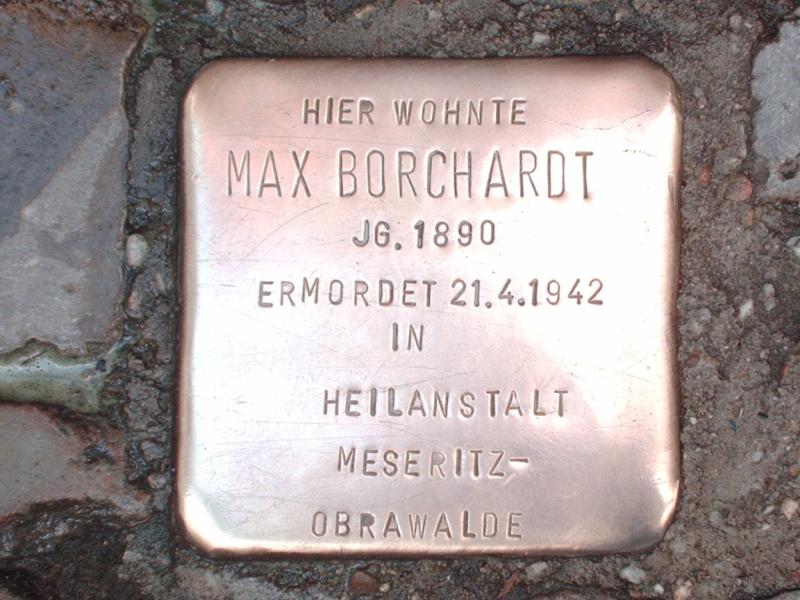 HIER WOHNTE
MAX BORCHARDT
JG. 1890
ERMORDET 21.4.1942
IN
HEILANSTALT
MESERITZ-
OBRAWALDE